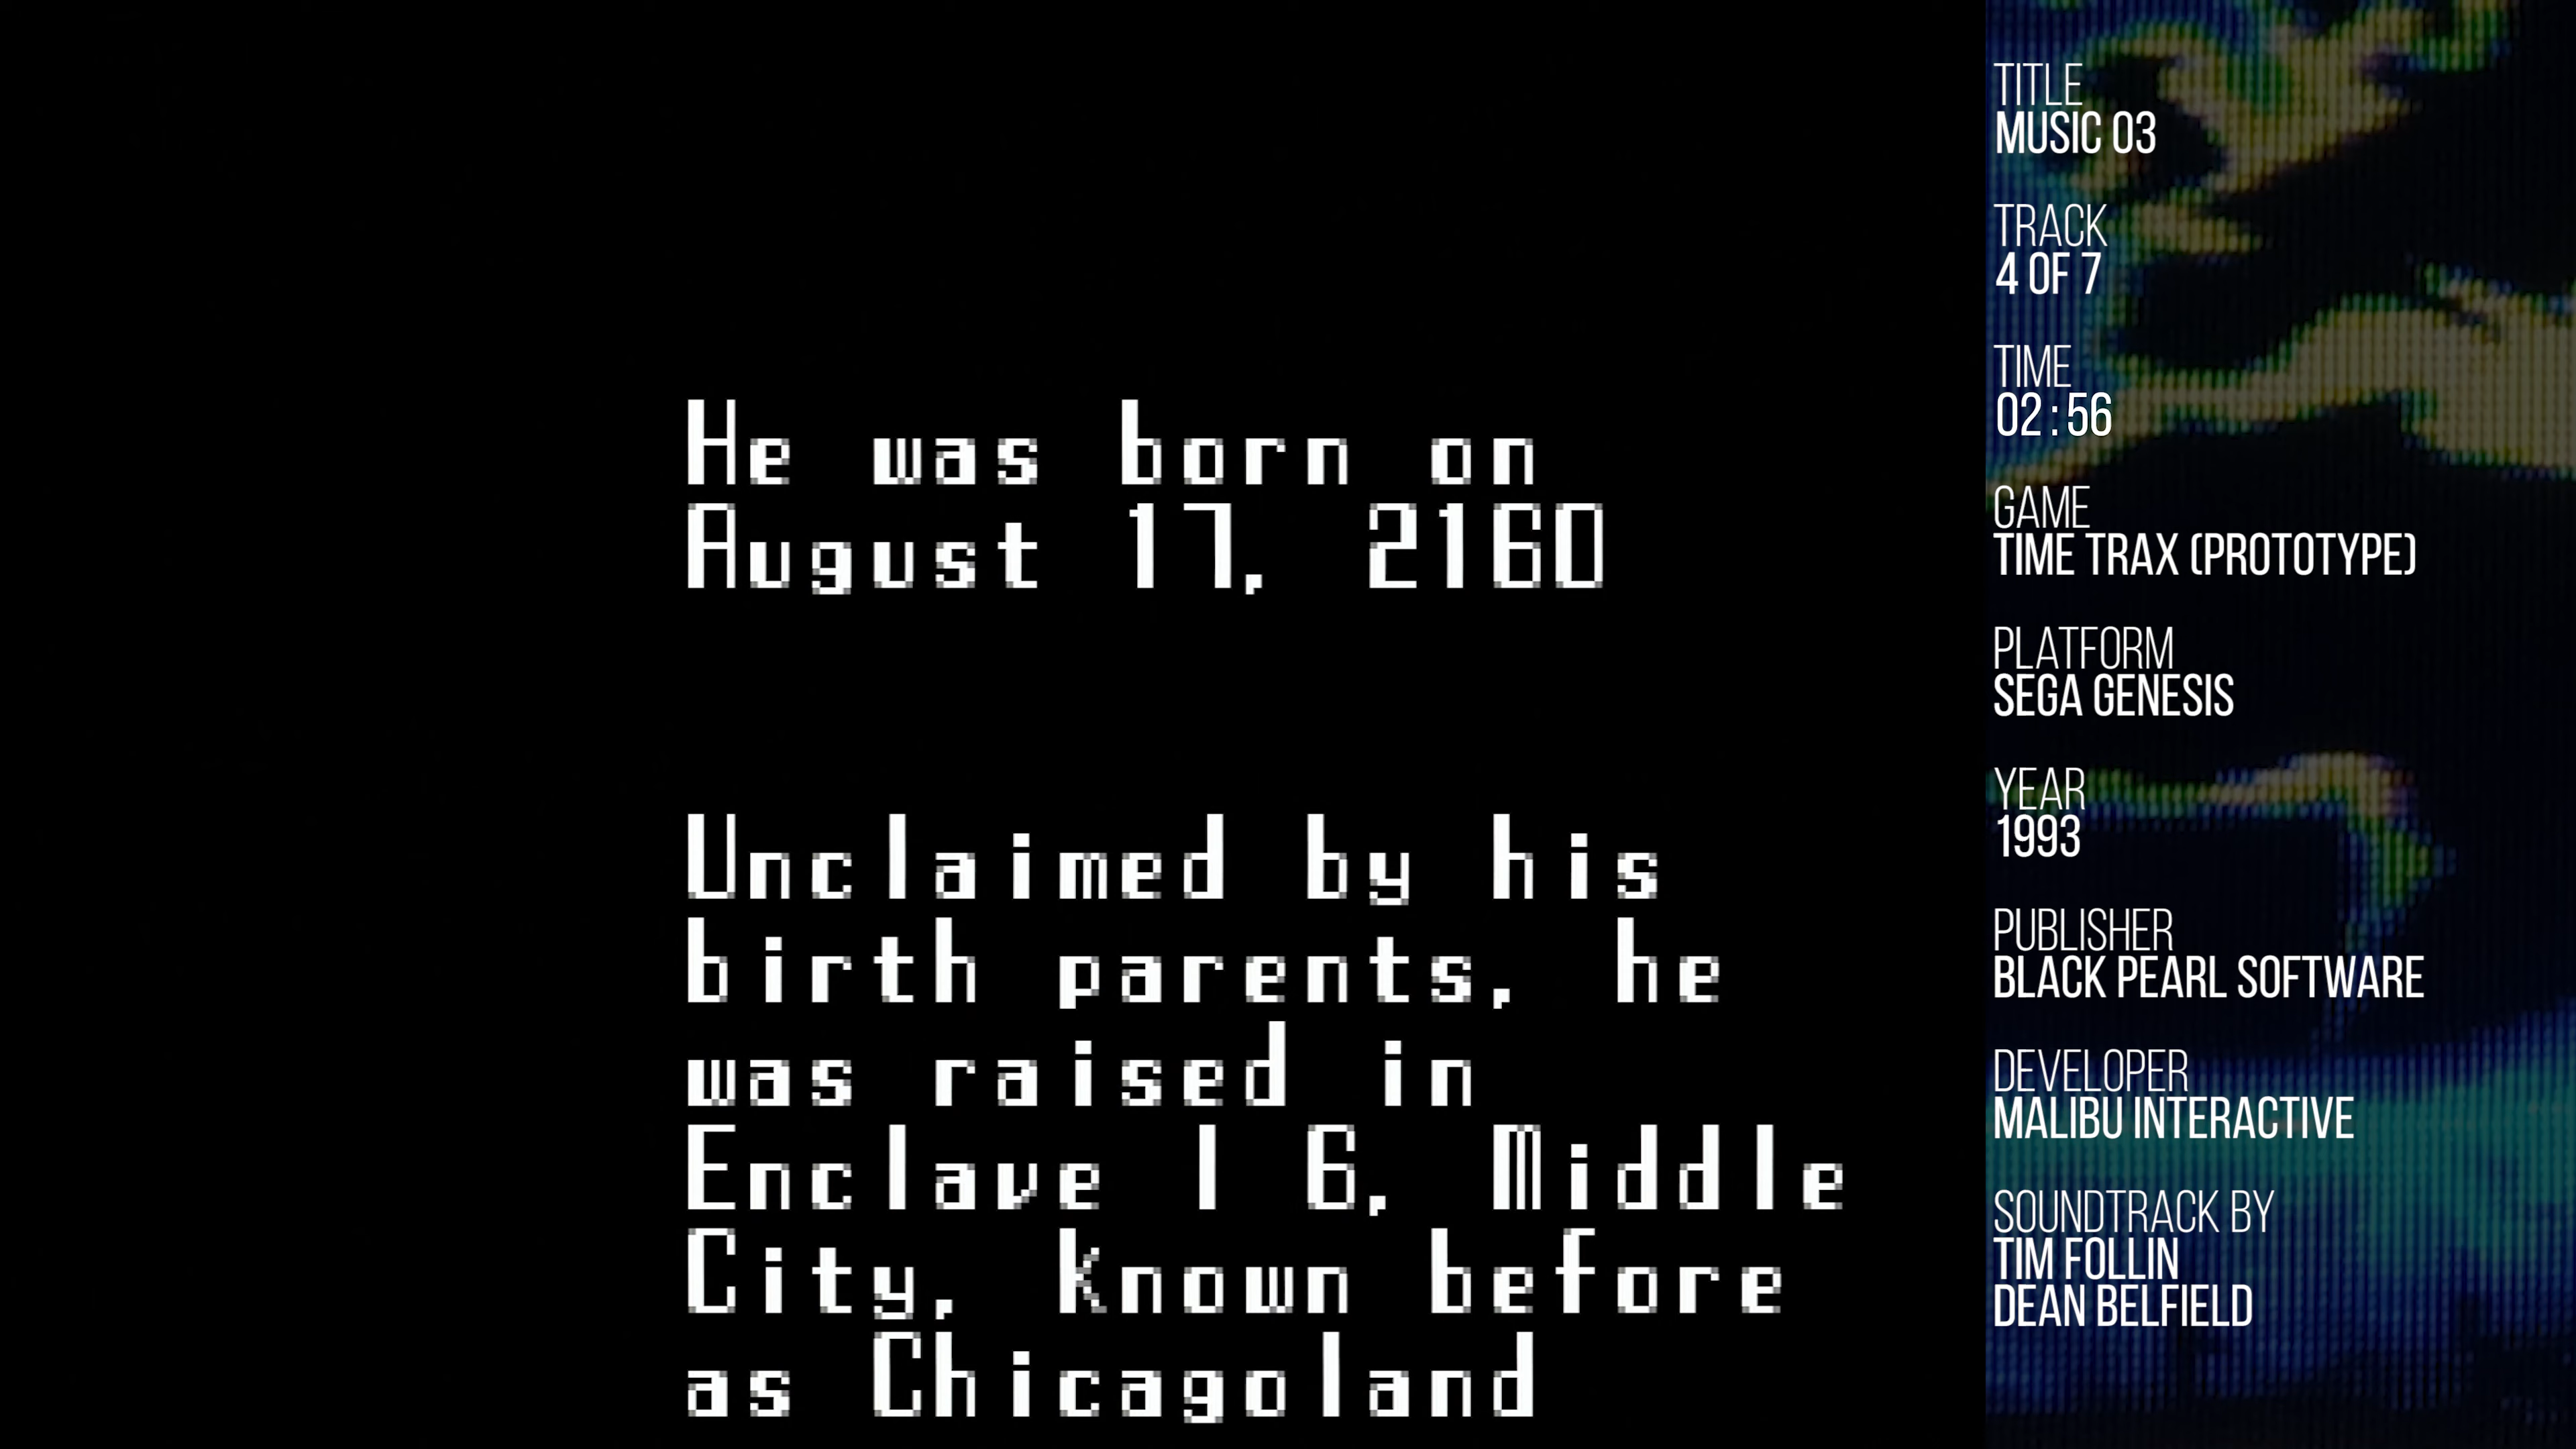 He was born on
August 17, 2160
Unclaimed by his
birth parents, he
was raised in
Enclave l 6, Middle
City, known before
as Chicagoland
TITLE
MUSIC 03
TRACK
4 OF 7
TIME
02:56
GAME
TIME TRAX (PROTOTYPE)
PLATFORM
SEGA GENESIS
YEAR
1993
PUBLISHER
BLACK PEARL SOFTWARE
DEVELOPER
MALIBU INTERACTIVE
SOUNDTRACK BY
TIM FOLLIN
DEAN BELFIELD